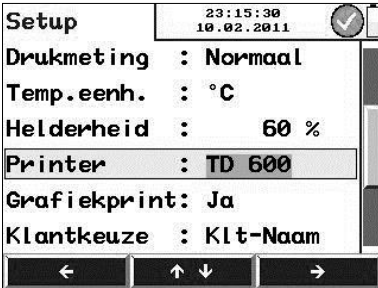 Setup
23:15:30
10.02.2011
Drukmeting : Normaal
Temp.eenh. : °C
Helderheid : 60 %
Printer : TD 600
Grafiekprint: Ja
Klantkeuze : Klt-Naam
← ↑ ↓ →